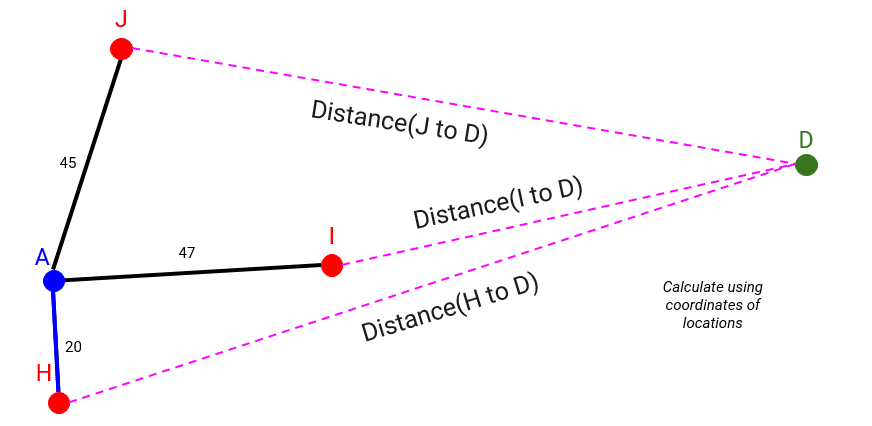 J
Distance(J to D)
D
45
Distance(I to D)
I
A
47
Calculate using
coordinates of
locations
Distance(H to D)
20
H